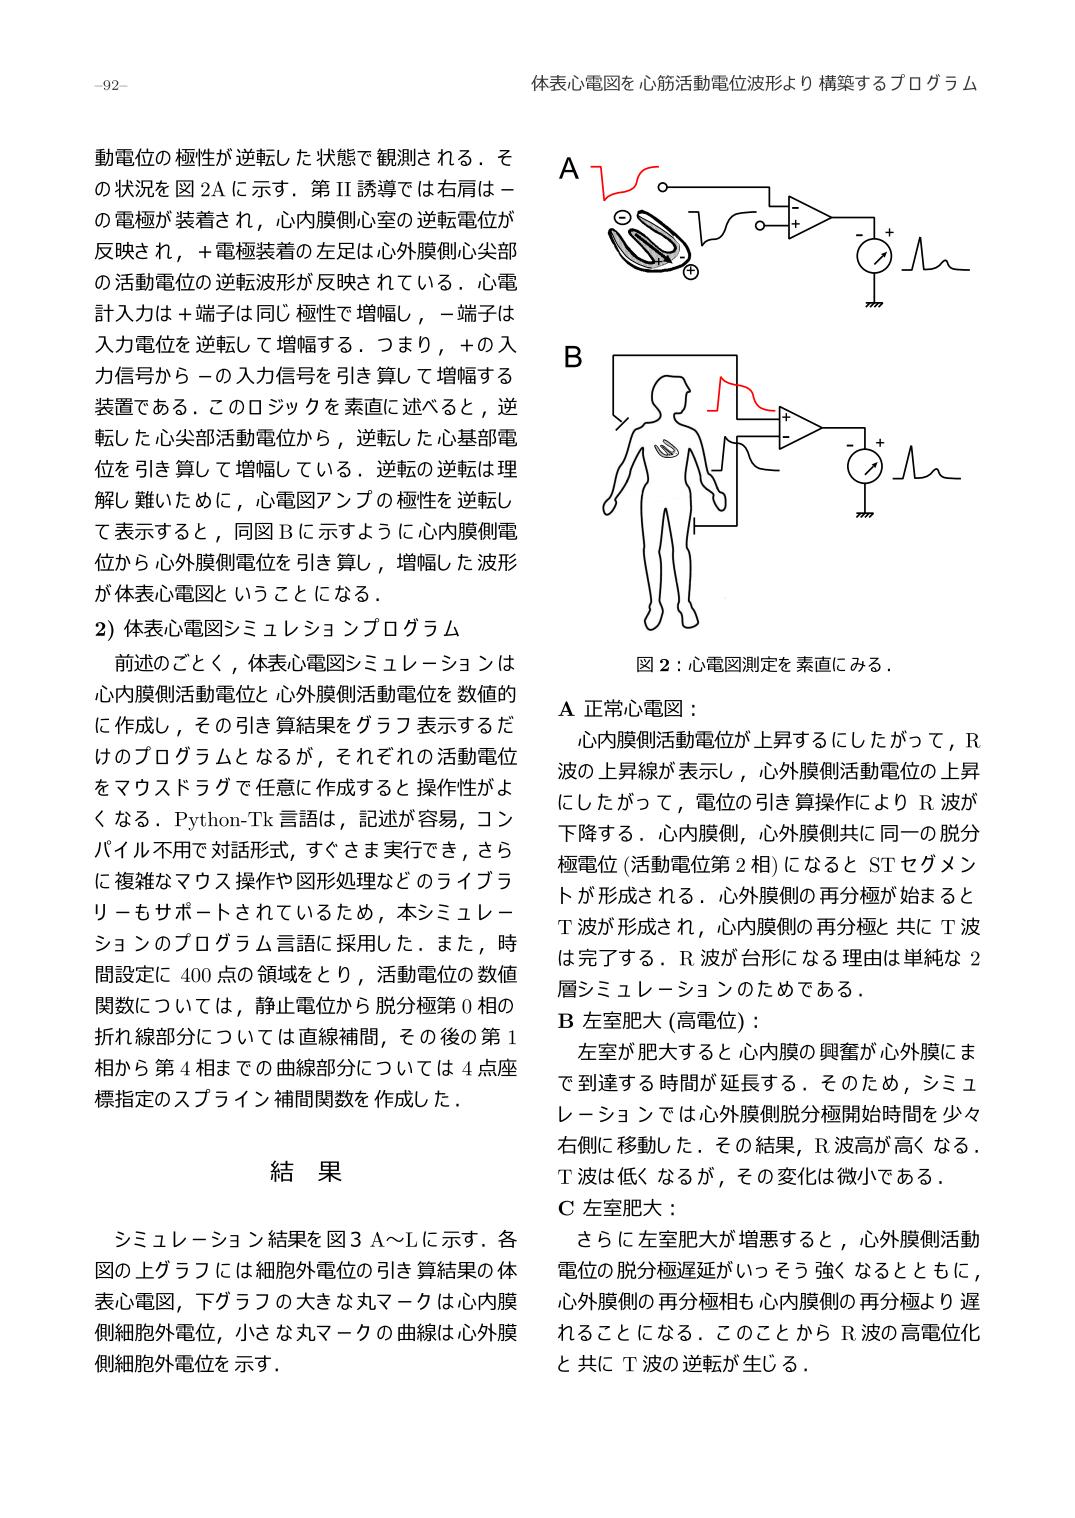 –92–
体表心電図を心筋活動電位波形より構築するプログラム
動電位の極性が逆転した状態で観測される．そ
の状況を図 2A に示す．第 II 誘導では右肩は −
の電極が装着され，心内膜側心室の逆転電位が
反映され，＋電極装着の左足は心外膜側心尖部
の活動電位の逆転波形が反映されている．心電
計入力は＋端子は同じ極性で増幅し，−端子は
入力電位を逆転して増幅する．つまり，+の入
力信号から −の入力信号を引き算して増幅する
装置である．このロジックを素直に述べると，逆
転した心尖部活動電位から，逆転した心基部電
位を引き算して増幅している．逆転の逆転は理
解し難いために，心電図アンプの極性を逆転し
て表示すると，同図 B に示すように心内膜側電
位から心外膜側電位を引き算し，増幅した波形
が体表心電図ということになる．
2) 体表心電図シミュレションプログラム
前述のごとく，体表心電図シミュレーションは
心内膜側活動電位と心外膜側活動電位を数値的
に作成し，その引き算結果をグラフ表示するだ
けのプログラムとなるが，それぞれの活動電位
をマウスドラグで任意に作成すると操作性がよ
くなる．Python-Tk 言語は，記述が容易，コン
パイル不用で対話形式，すぐさま実行でき，さら
に複雑なマウス操作や図形処理などのライブラ
リーもサポートされているため，本シミュレー
ションのプログラム言語に採用した．また，時
間設定に 400 点の領域をとり，活動電位の数値
関数については，静止電位から脱分極第 0 相の
折れ線部分については直線補間，その後の第 1
相から第 4 相までの曲線部分については 4 点座
標指定のスプライン補間関数を作成した．
結　果
シミュレーション結果を図３ A〜L に示す．各
図の上グラフには細胞外電位の引き算結果の体
表心電図，下グラフの大きな丸マークは心内膜
側細胞外電位，小さな丸マークの曲線は心外膜
側細胞外電位を示す．
A
−
+
− +
−
+
-
+
B
+
−
− +
図 2：心電図測定を素直にみる．
A 正常心電図：
心内膜側活動電位が上昇するにしたがって，R
波の上昇線が表示し，心外膜側活動電位の上昇
にしたがって，電位の引き算操作により R 波が
下降する．心内膜側，心外膜側共に同一の脱分
極電位 (活動電位第 2 相) になると ST セグメン
トが形成される．心外膜側の再分極が始まると
T 波が形成され，心内膜側の再分極と共に T 波
は完了する．R 波が台形になる理由は単純な 2
層シミュレーションのためである．
B 左室肥大 (高電位)：
左室が肥大すると心内膜の興奮が心外膜にま
で到達する時間が延長する．そのため，シミュ
レーションでは心外膜側脱分極開始時間を少々
右側に移動した．その結果，R 波高が高くなる．
T 波は低くなるが，その変化は微小である．
C 左室肥大：
さらに左室肥大が増悪すると，心外膜側活動
電位の脱分極遅延がいっそう強くなるとともに，
心外膜側の再分極相も心内膜側の再分極より遅
れることになる．このことから R 波の高電位化
と共に T 波の逆転が生じる．